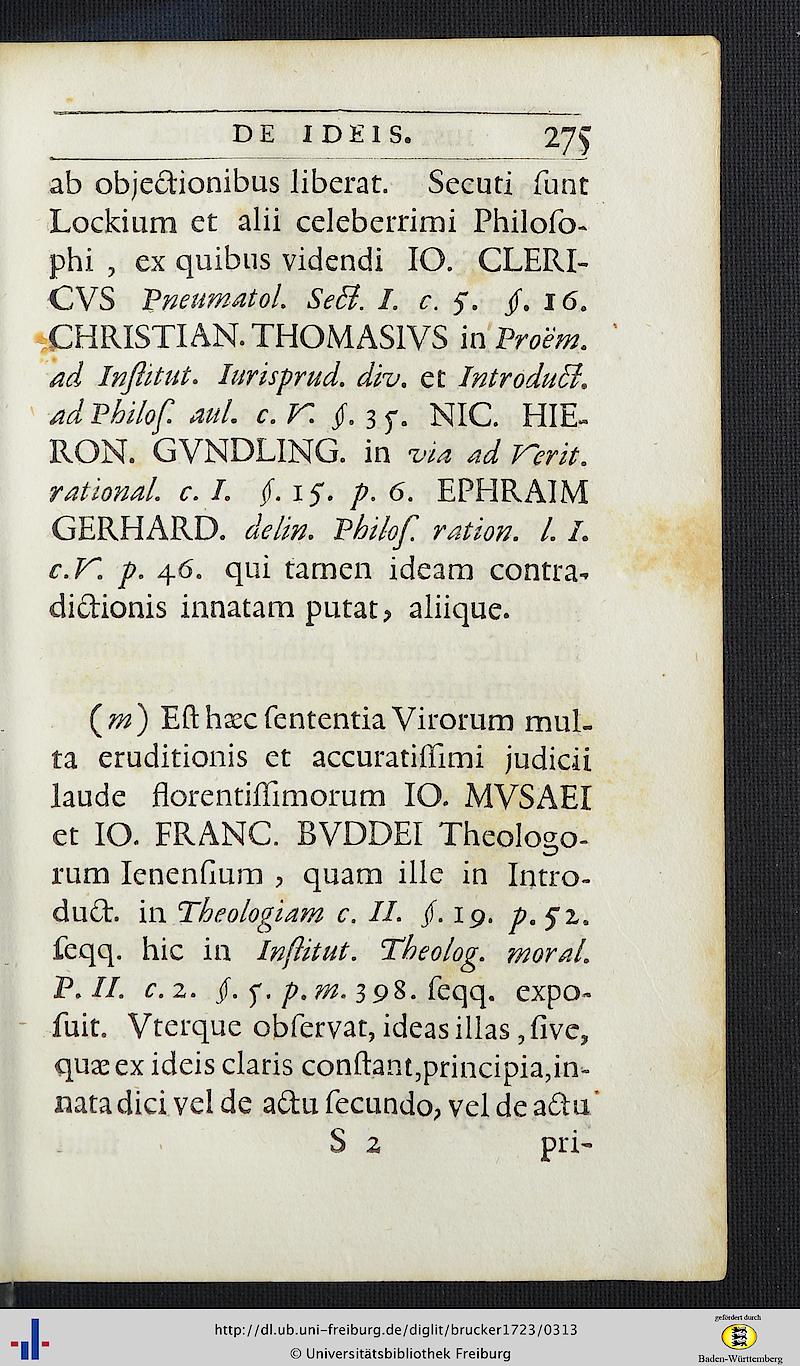 DE IDEIS. 275
ab objectionibus liberat. Secuti ſunt
Lockium et alii celeberrimi Philoſo-
phi , ex quibus videndi IO. CLERI-
CVS Pneumatol. Sect. I. c. 5. §. 16.
CHRISTIAN. THOMASIVS in Proëm.
ad Inſtitut. Iurisprud. div. et Introduct.
ad Philoſ. aul. c. V. §. 35. NIC. HIE-
RON. GVNDLING. in via ad Verit.
rational. c. I. §. 15. p. 6. EPHRAIM
GERHARD. delin. Philoſ. ration. l. I.
c. V. p. 46. qui tamen ideam contra-
dictionis innatam putat, aliique.
(m) Eſt hæc ſententia Virorum mul-
ta eruditionis et accuratiſſimi judicii
laude florentiſſimorum IO. MVSAEI
et IO. FRANC. BVDDEI Theologo-
rum Ienenſium , quam ille in Intro-
duct. in Theologiam c. II. §. 19. p. 52.
ſeqq. hic in Inſtitut. Theolog. moral.
P. II. c. 2. §. 5. p. m. 398. ſeqq. expo-
ſuit. Vterque obſervat, ideas illas , ſive,
quæ ex ideis claris conſtant, principia, in-
nata dici vel de actu ſecundo, vel de actu
S 2 pri-
http://dl.ub.uni-freiburg.de/diglit/brucker1723/0313
© Universitätsbibliothek Freiburg
gefördert durch
Baden-Württemberg